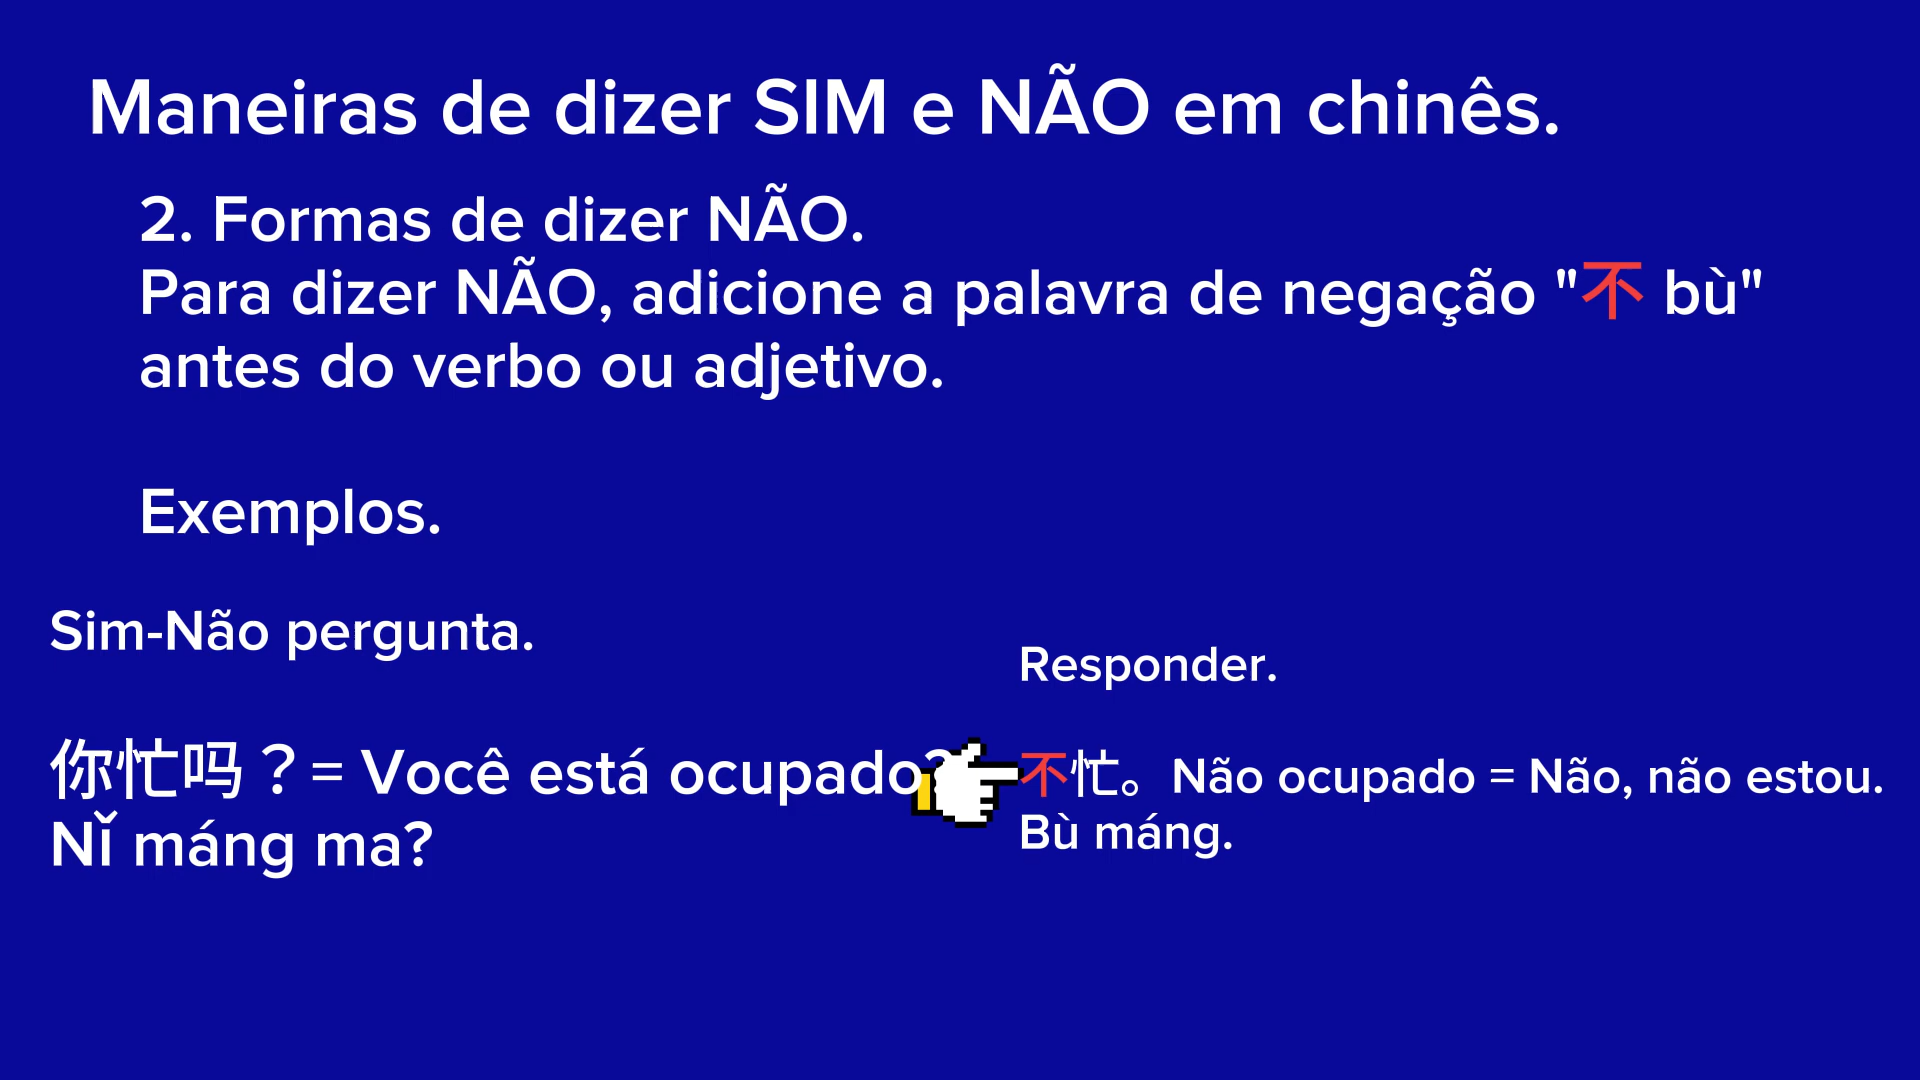 Maneiras de dizer SIM e NÃO em chinês.
2. Formas de dizer NÃO.
Para dizer NÃO, adicione a palavra de negação "不 bù"
antes do verbo ou adjetivo.
Exemplos.
Sim-Não pergunta.
你忙吗？= Você está ocupado?
Nǐ máng ma?
Responder.
不忙。Não ocupado = Não, não estou.
Bù máng.